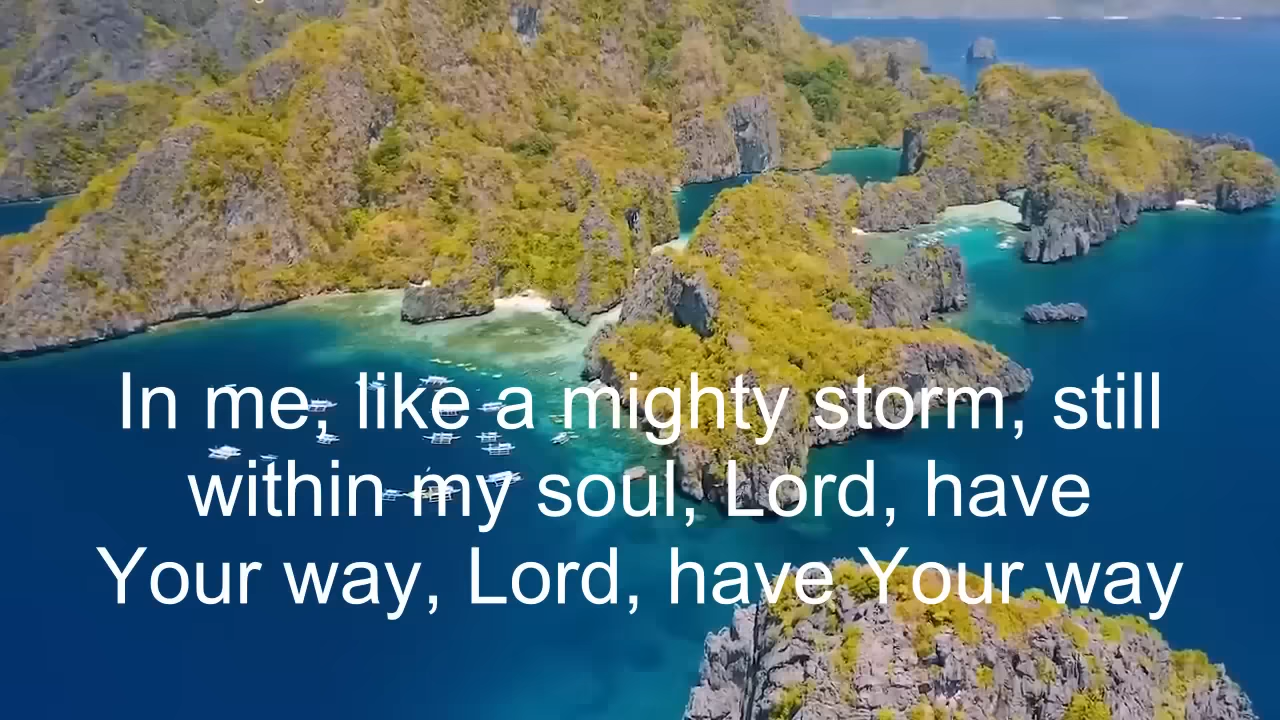 In me, like a mighty storm, still
within my soul, Lord, have
Your way, Lord, have Your way